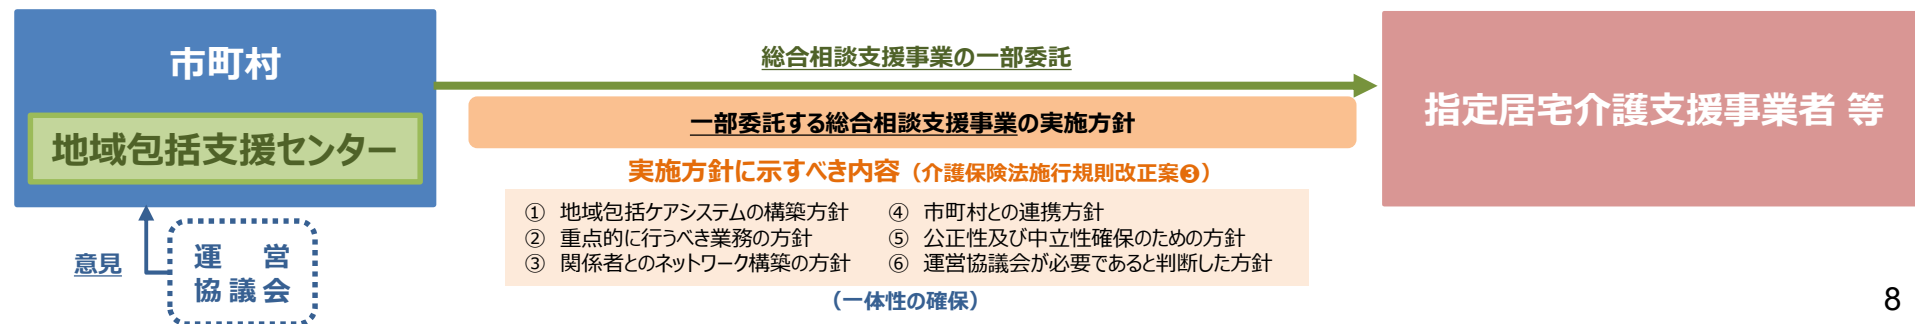 市町村
地域包括支援センター
意見
運 営
協議会
総合相談支援事業の一部委託
一部委託する総合相談支援事業の実施方針
実施方針に示すべき内容（介護保険法施行規則改正案❸）
① 地域包括ケアシステムの構築方針
② 重点的に行うべき業務の方針
③ 関係者とのネットワーク構築の方針
④ 市町村との連携方針
⑤ 公正性及び中立性確保のための方針
⑥ 運営協議会が必要であると判断した方針
（一体性の確保）
指定居宅介護支援事業者 等
8